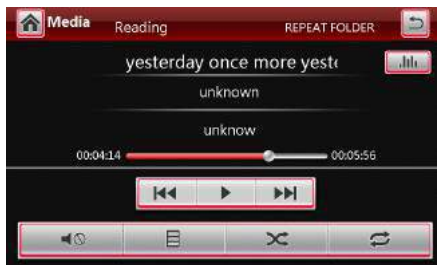 Media Reading REPEAT FOLDER
yesterday once more yest
unknown
unknow
00:04:14 00:05:56